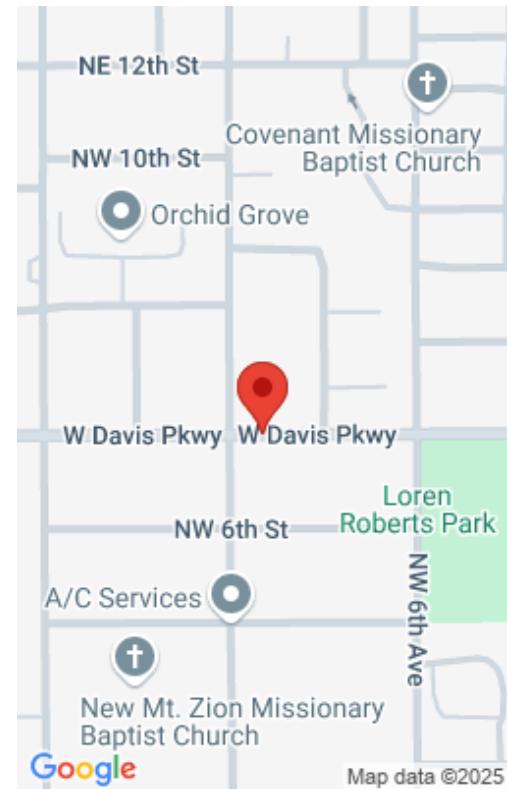 NE 12th St
Covenant Missionary
Baptist Church
NW 10th St
Orchid Grove
W Davis Pkwy W Davis Pkwy
Loren
Roberts Park
NW 6th St
NW 6th Ave
A/C Services
New Mt. Zion Missionary
Baptist Church
Google
Map data ©2025